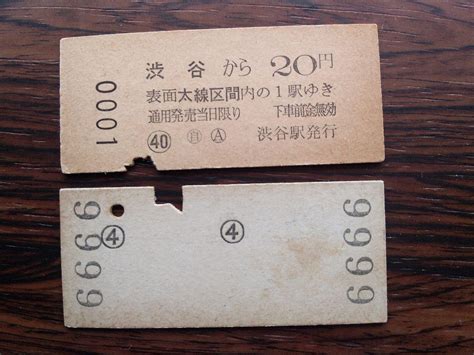 0001
渋谷から20円
表面太線区間内の1駅ゆき
通用発売当日限り 下車前途無効
㊵ 自 Ⓐ 渋谷駅発行
9999
④ ④
9999